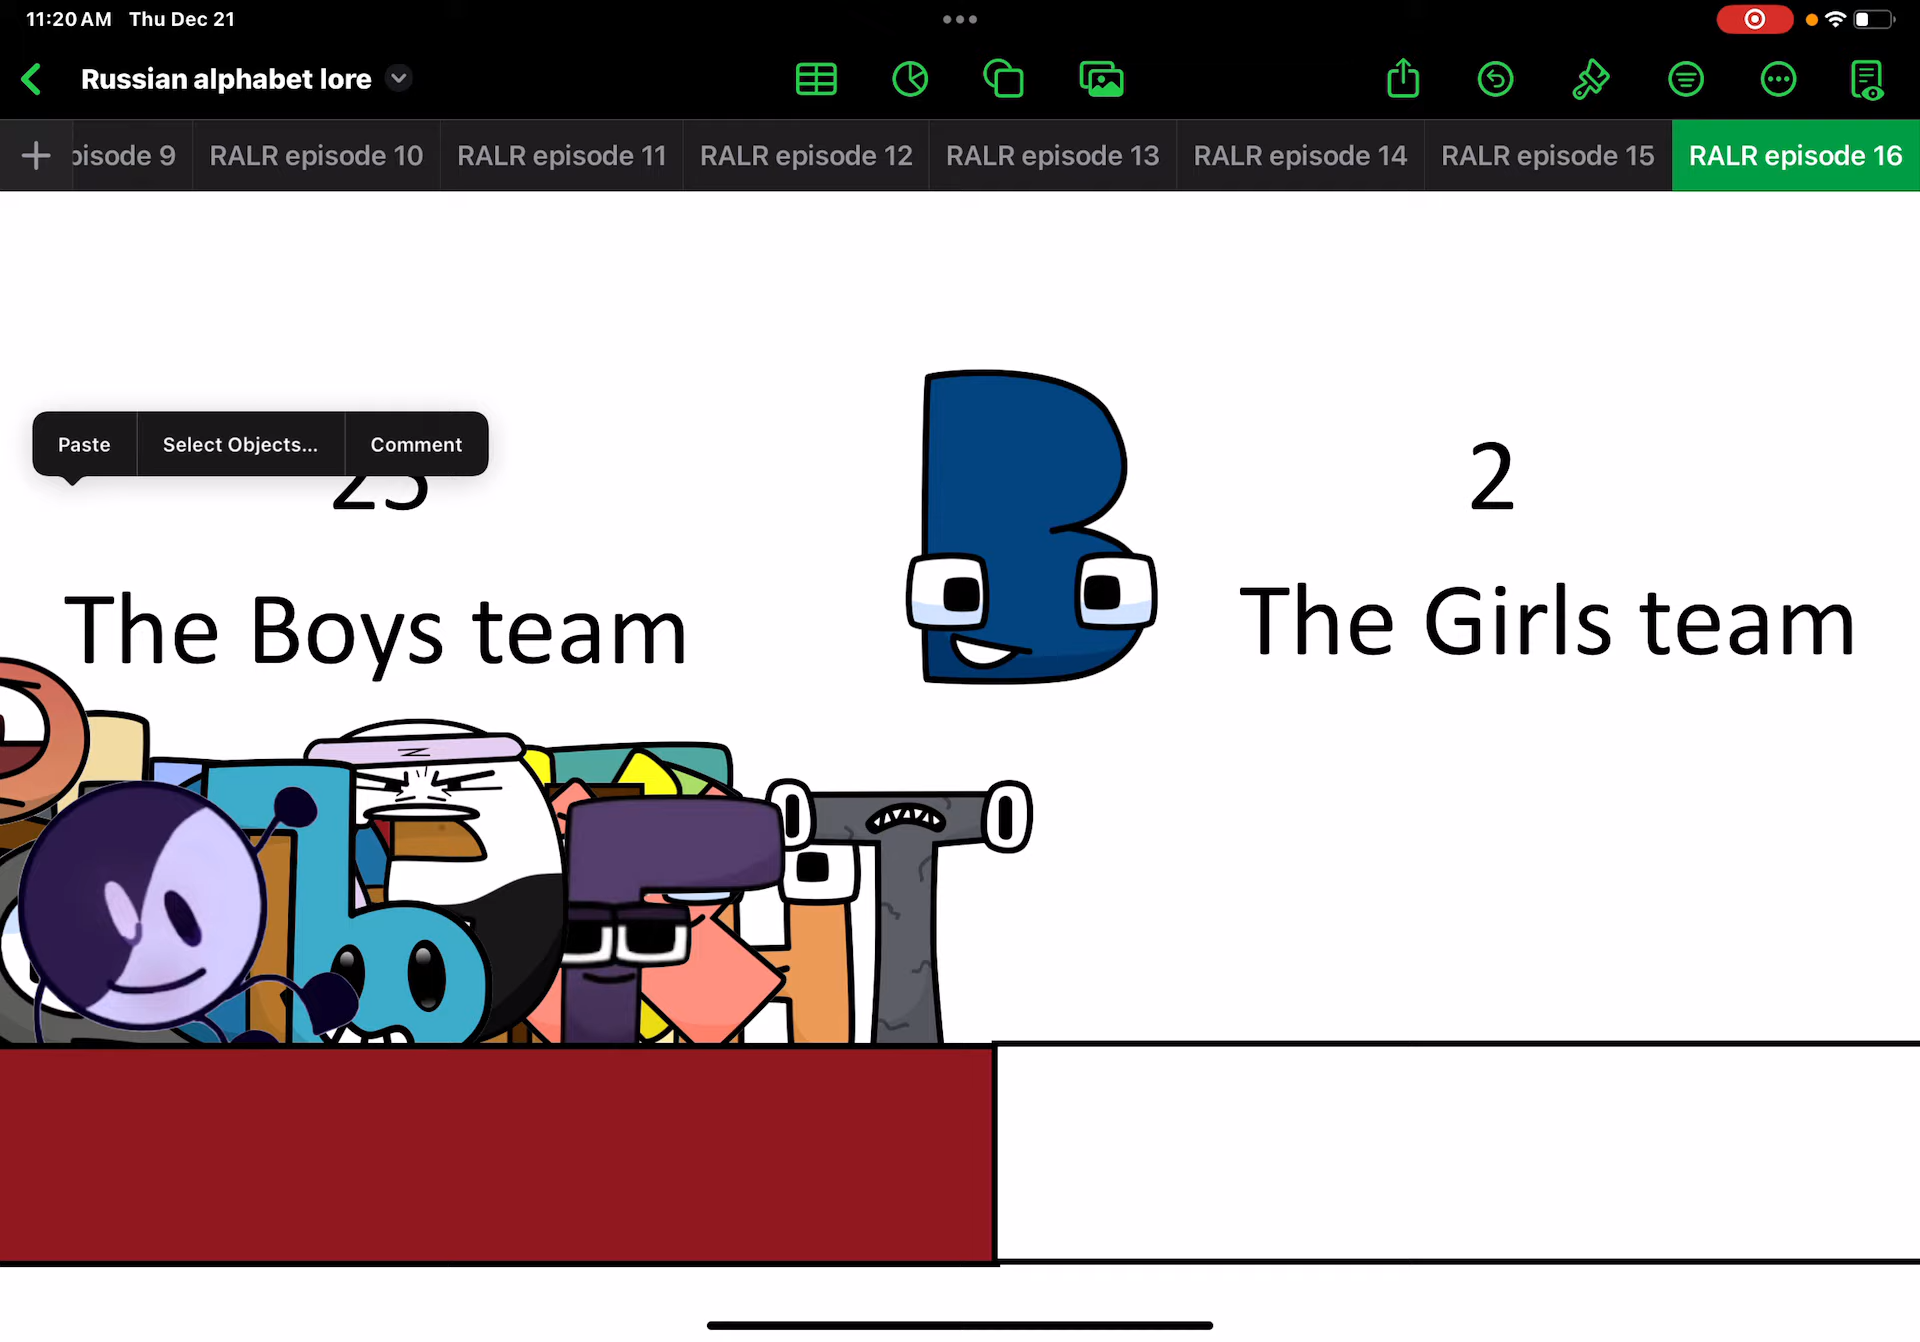 11:20 AM Thu Dec 21
Russian alphabet lore
pisode 9
RALR episode 10
RALR episode 11
RALR episode 12
RALR episode 13
RALR episode 14
RALR episode 15
RALR episode 16
Paste
Select Objects...
Comment
2
The Boys team
The Girls team